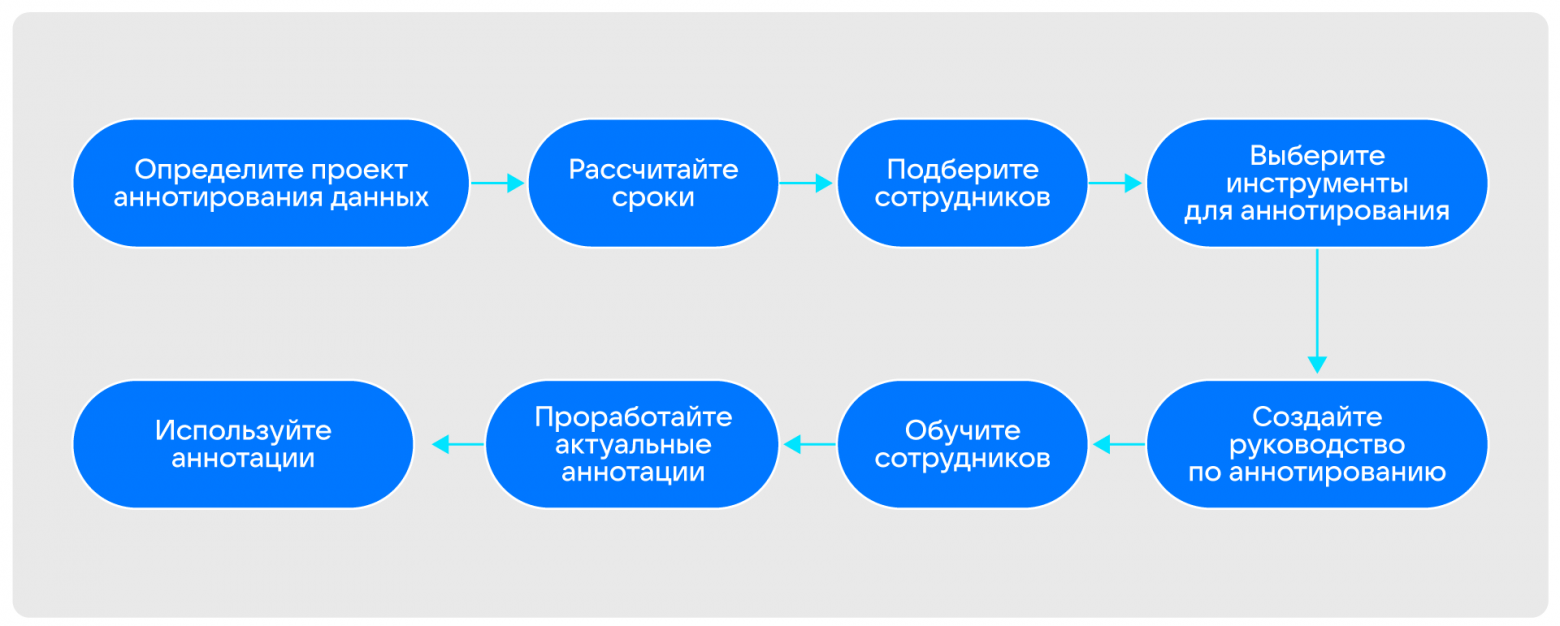 Определите проект
аннотирования данных
Рассчитайте
сроки
Подберите
сотрудников
Выберите
инструменты
для аннотирования
Создайте
руководство
по аннотированию
Обучите
сотрудников
Проработайте
актуальные
аннотации
Используйте
аннотации